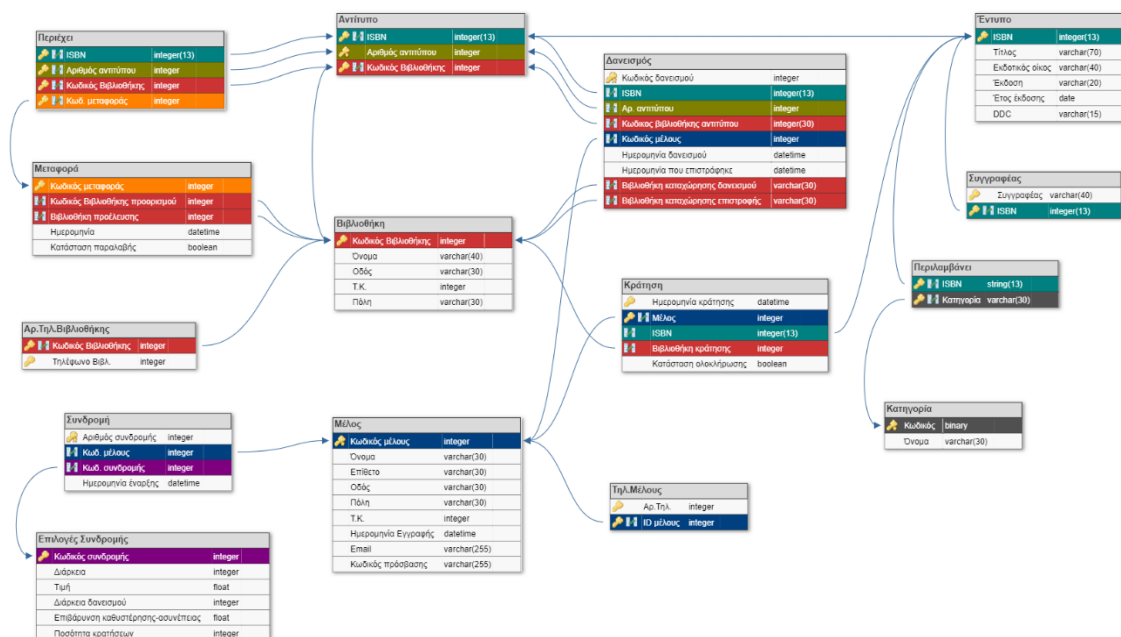 Περιέχει
ISBN integer(13)
Αριθμός αντιτύπου integer
Κωδικός Βιβλιοθήκης integer
Κωδ. μεταφοράς integer
Αντίτυπο
ISBN integer(13)
Αριθμός αντιτύπου integer
Κωδικός Βιβλιοθήκης integer
Δανεισμός
Κωδικός δανεισμού integer
ISBN integer(13)
Αρ. αντιτύπου integer
Κωδικος βιβλιοθήκης αντιτύπου integer(30)
Κωδικός μέλους integer
Ημερομηνία δανεισμού datetime
Ημερομηνία που επιστράφηκε datetime
Βιβλιοθήκη καταχώρησης δανεισμού varchar(30)
Βιβλιοθήκη καταχώρησης επιστροφής varchar(30)
Έντυπο
ISBN integer(13)
Τίτλος varchar(70)
Εκδοτικός οίκος varchar(40)
Έκδοση varchar(20)
Έτος έκδοσης date
DDC varchar(15)
Μεταφορά
Κωδικός μεταφοράς integer
Κωδικός Βιβλιοθήκης προορισμού integer
Βιβλιοθήκη προέλευσης integer
Ημερομηνία datetime
Κατάσταση παραλαβής boolean
Βιβλιοθήκη
Κωδικός Βιβλιοθήκης integer
Όνομα varchar(40)
Οδός varchar(30)
Τ.Κ. integer
Πόλη varchar(30)
Συγγραφέας
Συγγραφέας varchar(40)
ISBN integer(13)
Περιλαμβάνει
ISBN string(13)
Κατηγορία varchar(30)
Κράτηση
Ημερομηνία κράτησης datetime
Μέλος integer
ISBN integer(13)
Βιβλιοθήκη κράτησης integer
Κατάσταση ολοκλήρωσης boolean
Αρ.Τηλ.Βιβλιοθήκης
Κωδικός Βιβλιοθήκης integer
Τηλέφωνο Βιβλ. integer
Συνδρομή
Αριθμός συνδρομής integer
Κωδ. μέλους integer
Κωδ. συνδρομής integer
Ημερομηνία έναρξης datetime
Μέλος
Κωδικός μέλους integer
Όνομα varchar(30)
Επίθετο varchar(30)
Οδός varchar(30)
Πόλη varchar(30)
Τ.Κ. integer
Ημερομηνία Εγγραφής datetime
Email varchar(255)
Κωδικός πρόσβασης varchar(255)
Κατηγορία
Κωδικός binary
Όνομα varchar(30)
Τηλ.Μέλους
Αρ.Τηλ. integer
ID μέλους integer
Επιλογές Συνδρομής
Κωδικός συνδρομής integer
Διάρκεια integer
Τιμή float
Διάρκεια δανεισμού integer
Επιβάρυνση καθυστέρησης-ασυνέπειας float
Ποσότητα κρατήσεων integer